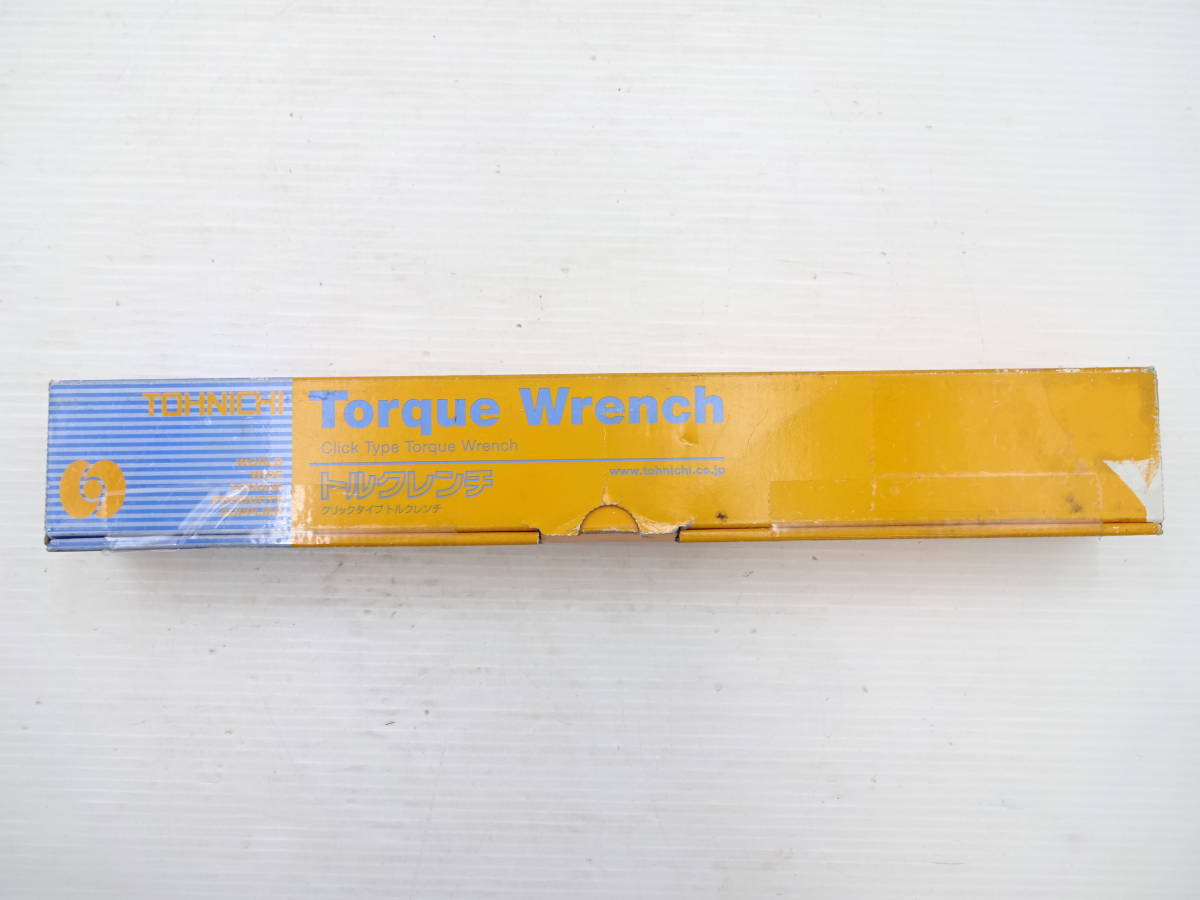 TOHNICHI
Torque Wrench
Click Type Torque Wrench
トルクレンチ
www.tohnichi.co.jp
クリックタイプ トルクレンチ